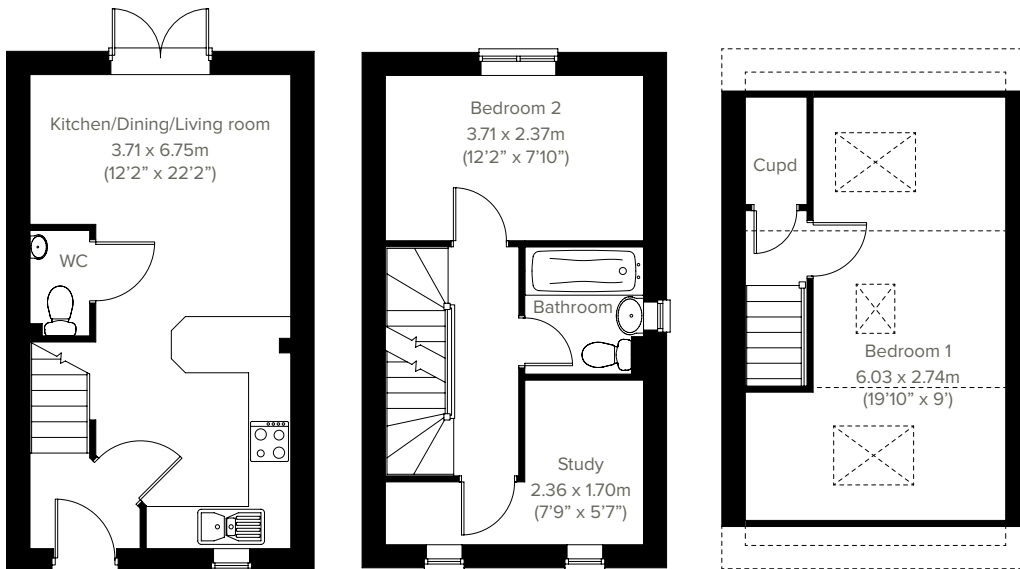 Kitchen/Dining/Living room
3.71 x 6.75m
(12’2” x 22’2”)
WC
Bedroom 2
3.71 x 2.37m
(12’2” x 7’10”)
Bathroom
Study
2.36 x 1.70m
(7’9” x 5’7”)
Cupd
Bedroom 1
6.03 x 2.74m
(19’10” x 9’)